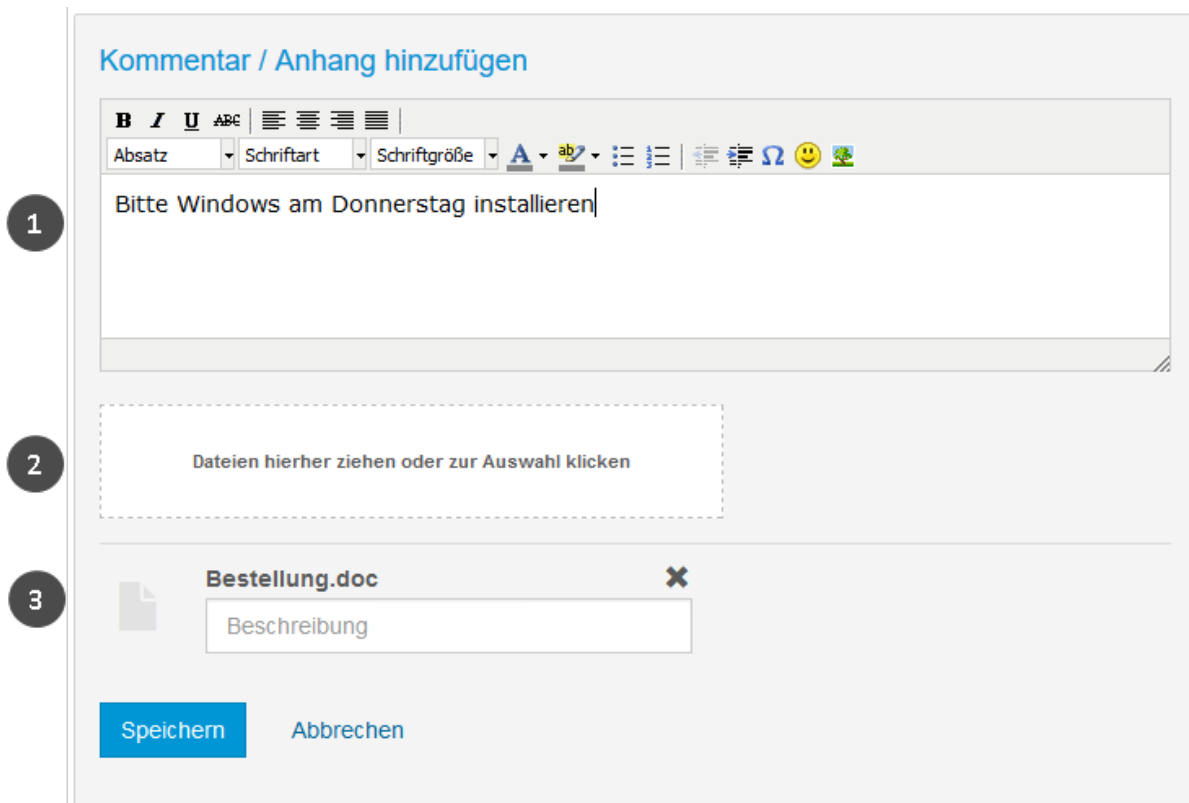 Kommentar / Anhang hinzufügen
B I U ABC
Absatz Schriftart Schriftgröße A ab Ω
1
Bitte Windows am Donnerstag installieren
2
Dateien hierher ziehen oder zur Auswahl klicken
3
Bestellung.doc
Beschreibung
Speichern Abbrechen